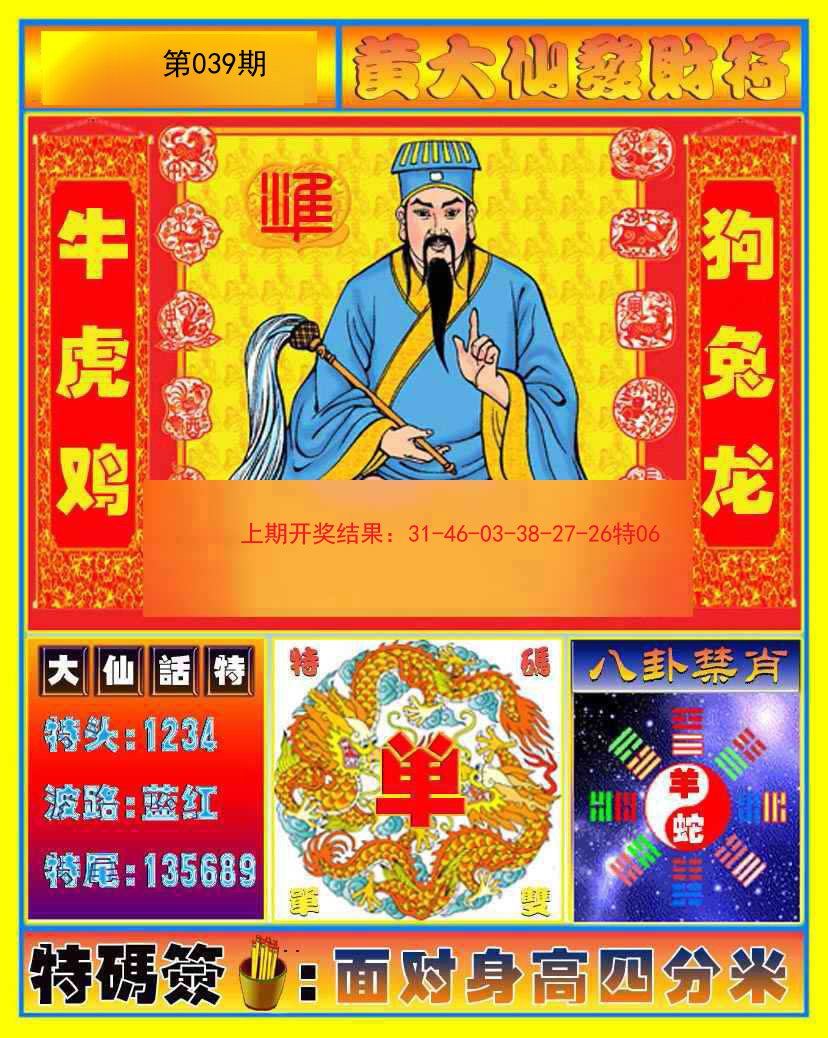 第039期
黄大仙發財符
牛虎鸡
狗兔龙
上期开奖结果：31-46-03-38-27-26特06
大仙話特
特头:1234
波路:蓝红
特尾:135689
特碼
单
單雙
八卦禁肖
羊
蛇
特碼簽:面对身高四分米